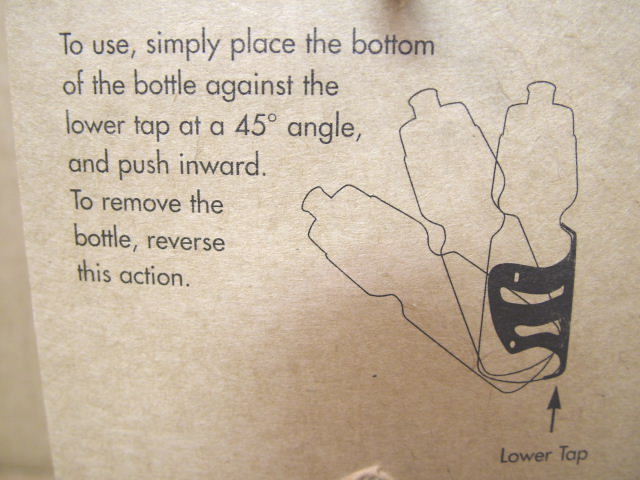 To use, simply place the bottom
of the bottle against the
lower tap at a 45° angle,
and push inward.
To remove the
bottle, reverse
this action.
Lower Tap